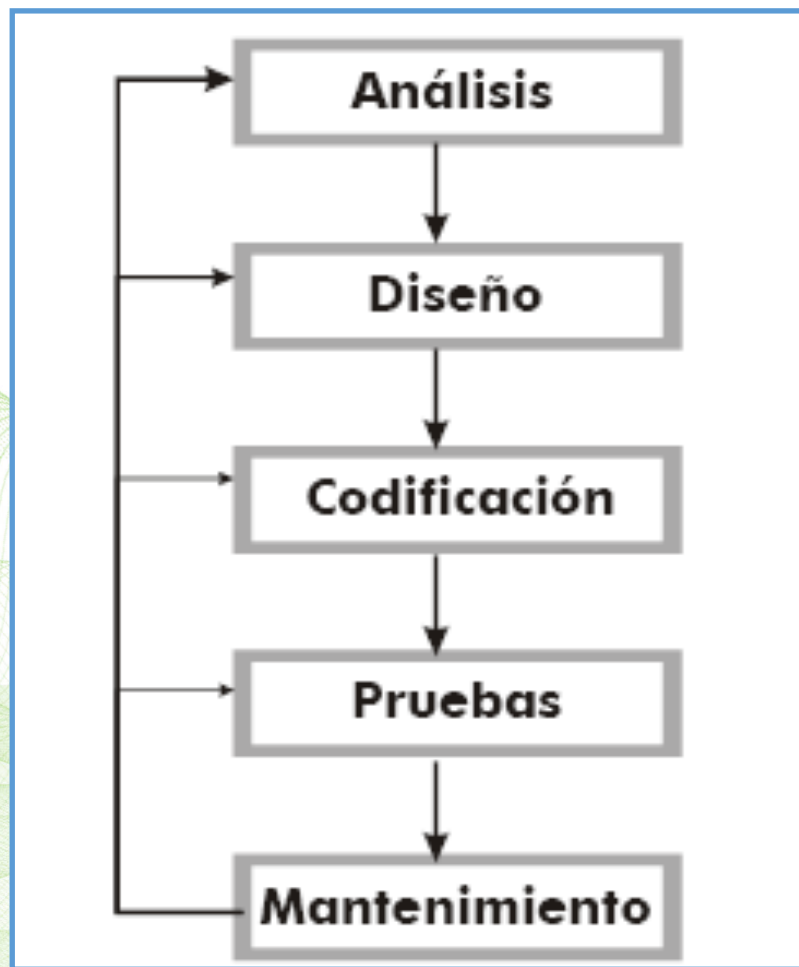 Análisis
Diseño
Codificación
Pruebas
Mantenimiento